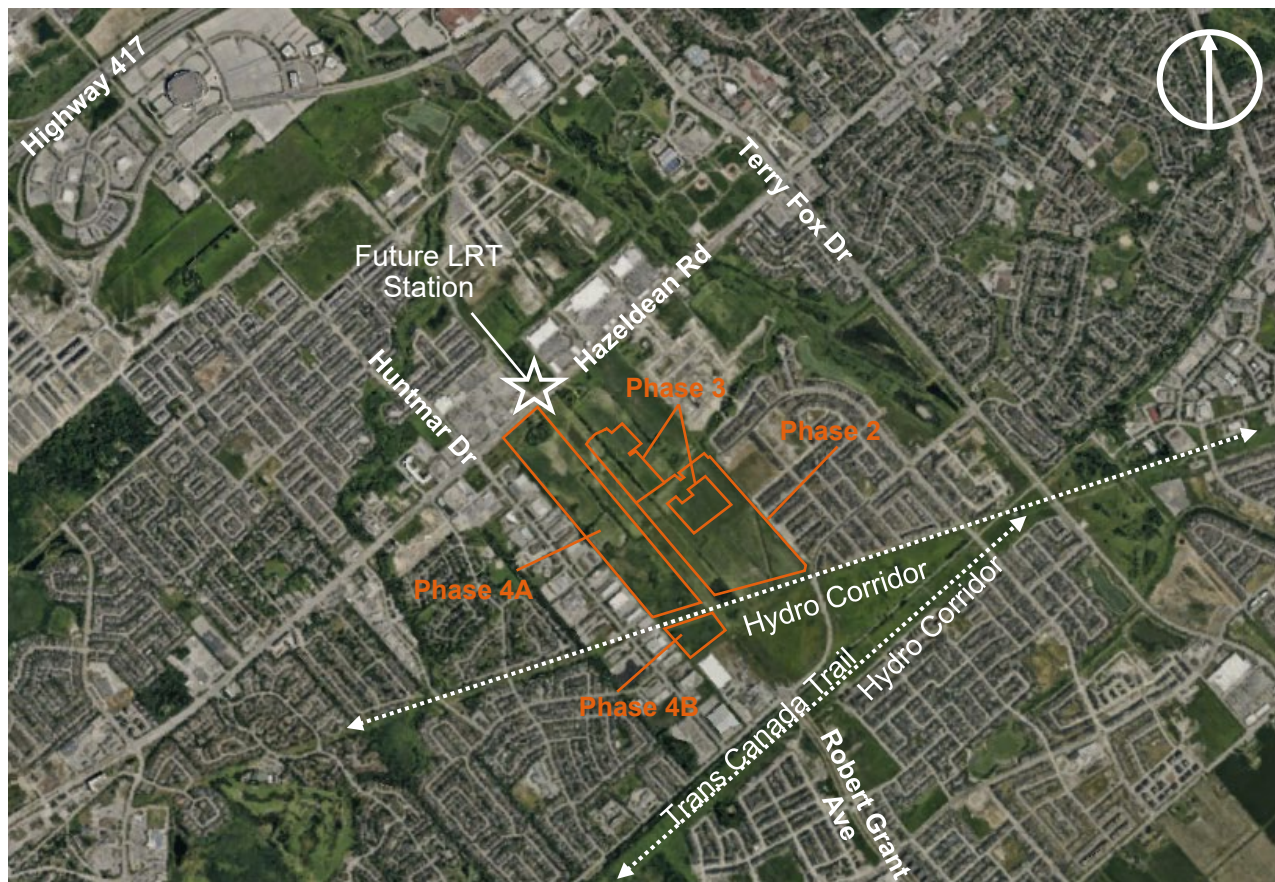 Highway 417
Terry Fox Dr
Future LRT
Station
Hazeldean Rd
Huntmar Dr
Phase 3
Phase 2
Phase 4A
Hydro Corridor
Hydro Corridor
Phase 4B
Trans Canada Trail
Robert Grant
Ave